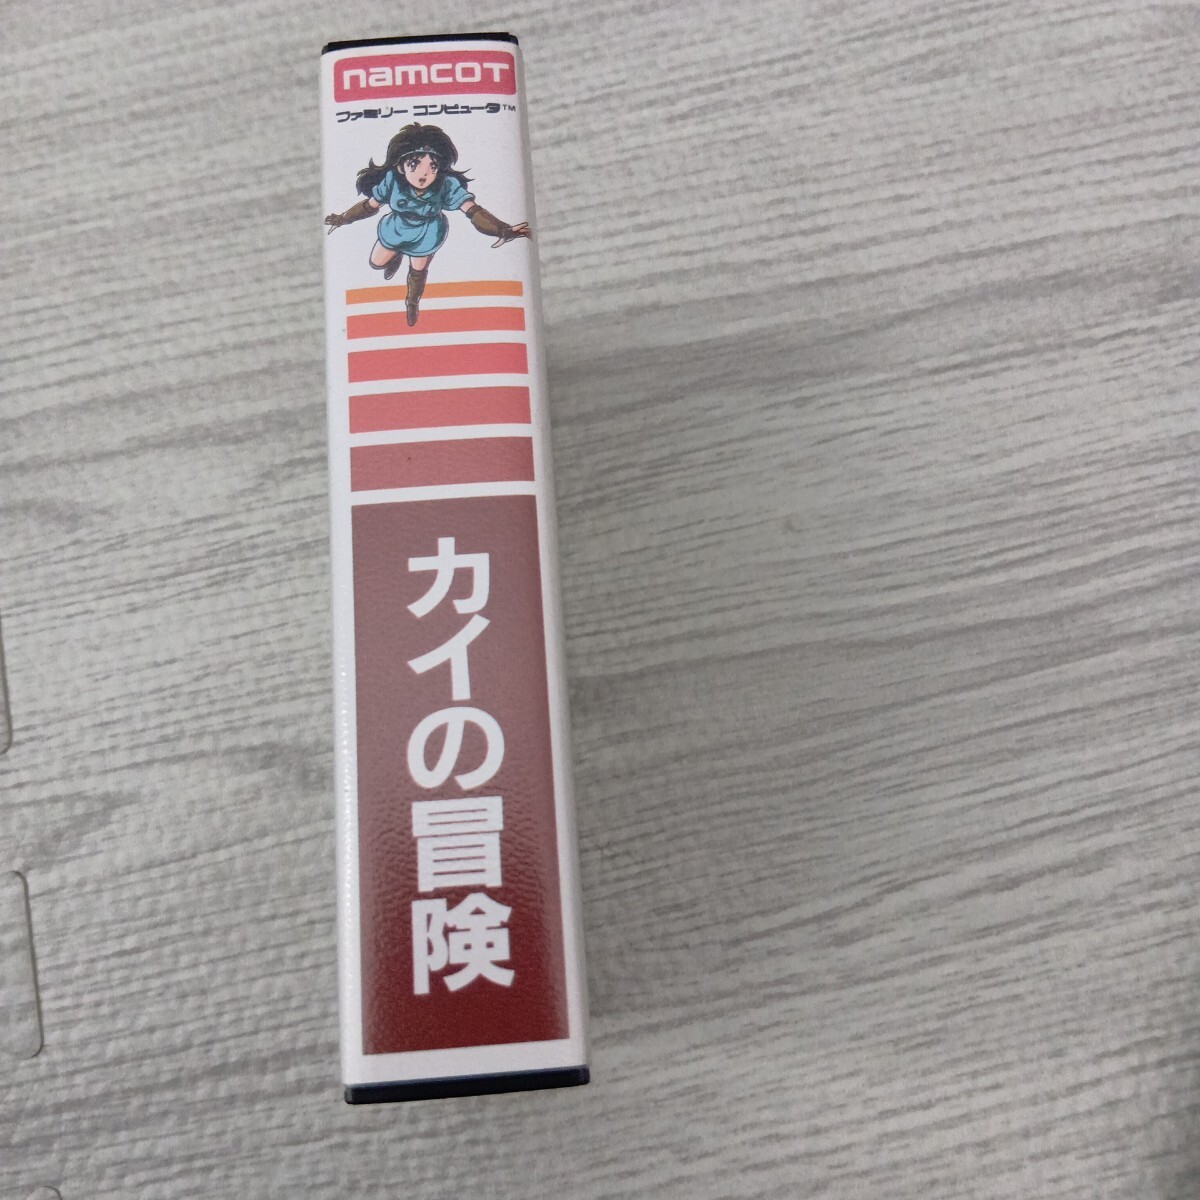 namcot
ファミリー コンピュータ™
カイの冒険